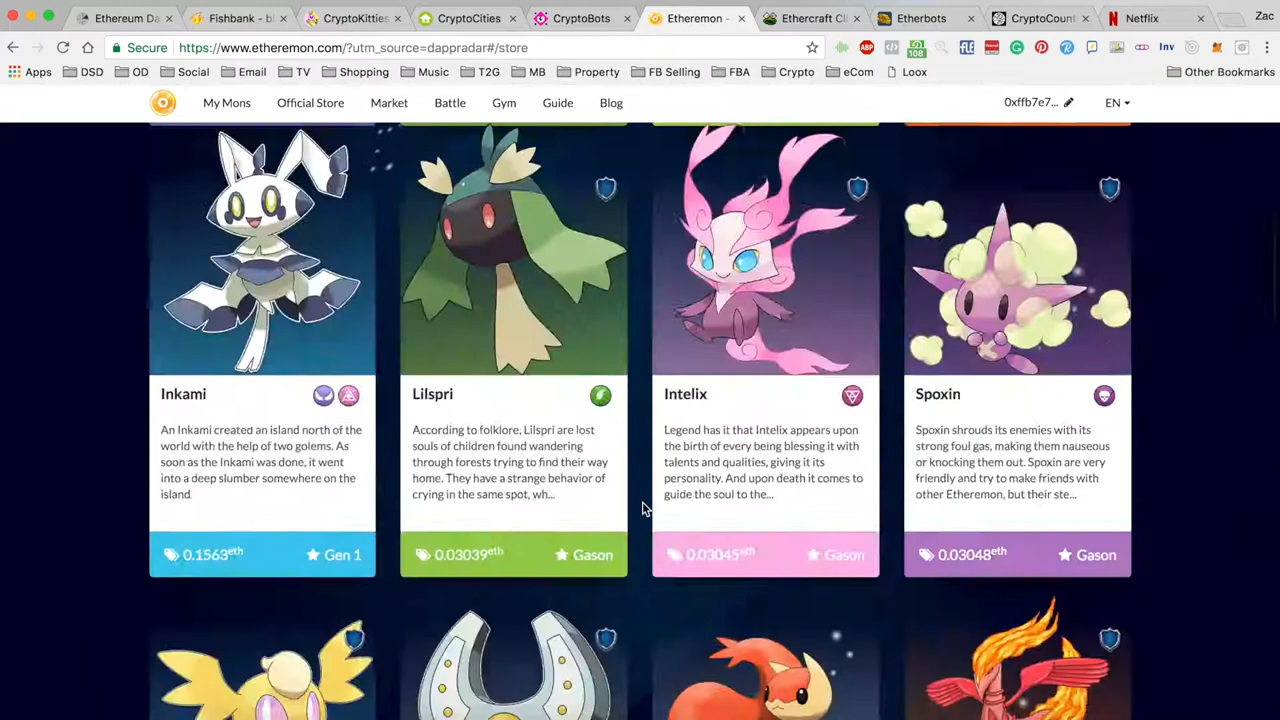 Ethereum Da
Fishbank - bl
CryptoKitties
CryptoCities
CryptoBots
Etheremon -
Ethercraft Cl
Etherbots
CryptoCount
Netflix
Zac
Secure
https://www.etheremon.com/?utm_source=dappradar#/store
ABP
108
Inv
Apps
DSD
OD
Social
Email
TV
Shopping
Music
T2G
MB
Property
FB Selling
FBA
Crypto
eCom
Loox
Other Bookmarks
My Mons
Official Store
Market
Battle
Gym
Guide
Blog
0xffb7e7...
EN
Inkami
An Inkami created an island north of the
world with the help of two golems. As
soon as the Inkami was done, it went
into a deep slumber somewhere on the
island.
0.1563eth
Gen 1
Lilspri
According to folklore, Lilspri are lost
souls of children found wandering
through forests trying to find their way
home. They have a strange behavior of
crying in the same spot, wh...
0.03039eth
Gason
Intelix
Legend has it that Intelix appears upon
the birth of every being blessing it with
talents and qualities, giving it its
personality. And upon death it comes to
guide the soul to the...
0.03045eth
Gason
Spoxin
Spoxin shrouds its enemies with its
strong foul gas, making them nauseous
or knocking them out. Spoxin are very
friendly and try to make friends with
other Etheremon, but their ste...
0.03048eth
Gason